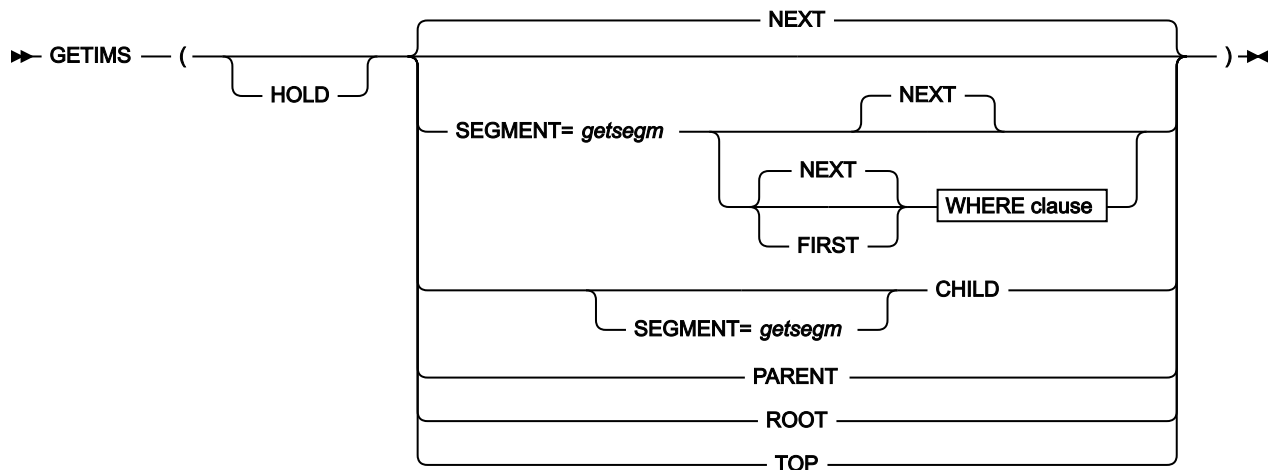 NEXT
GETIMS ( )
HOLD
NEXT
SEGMENT= getsegm
NEXT
WHERE clause
FIRST
CHILD
SEGMENT= getsegm
PARENT
ROOT
TOP